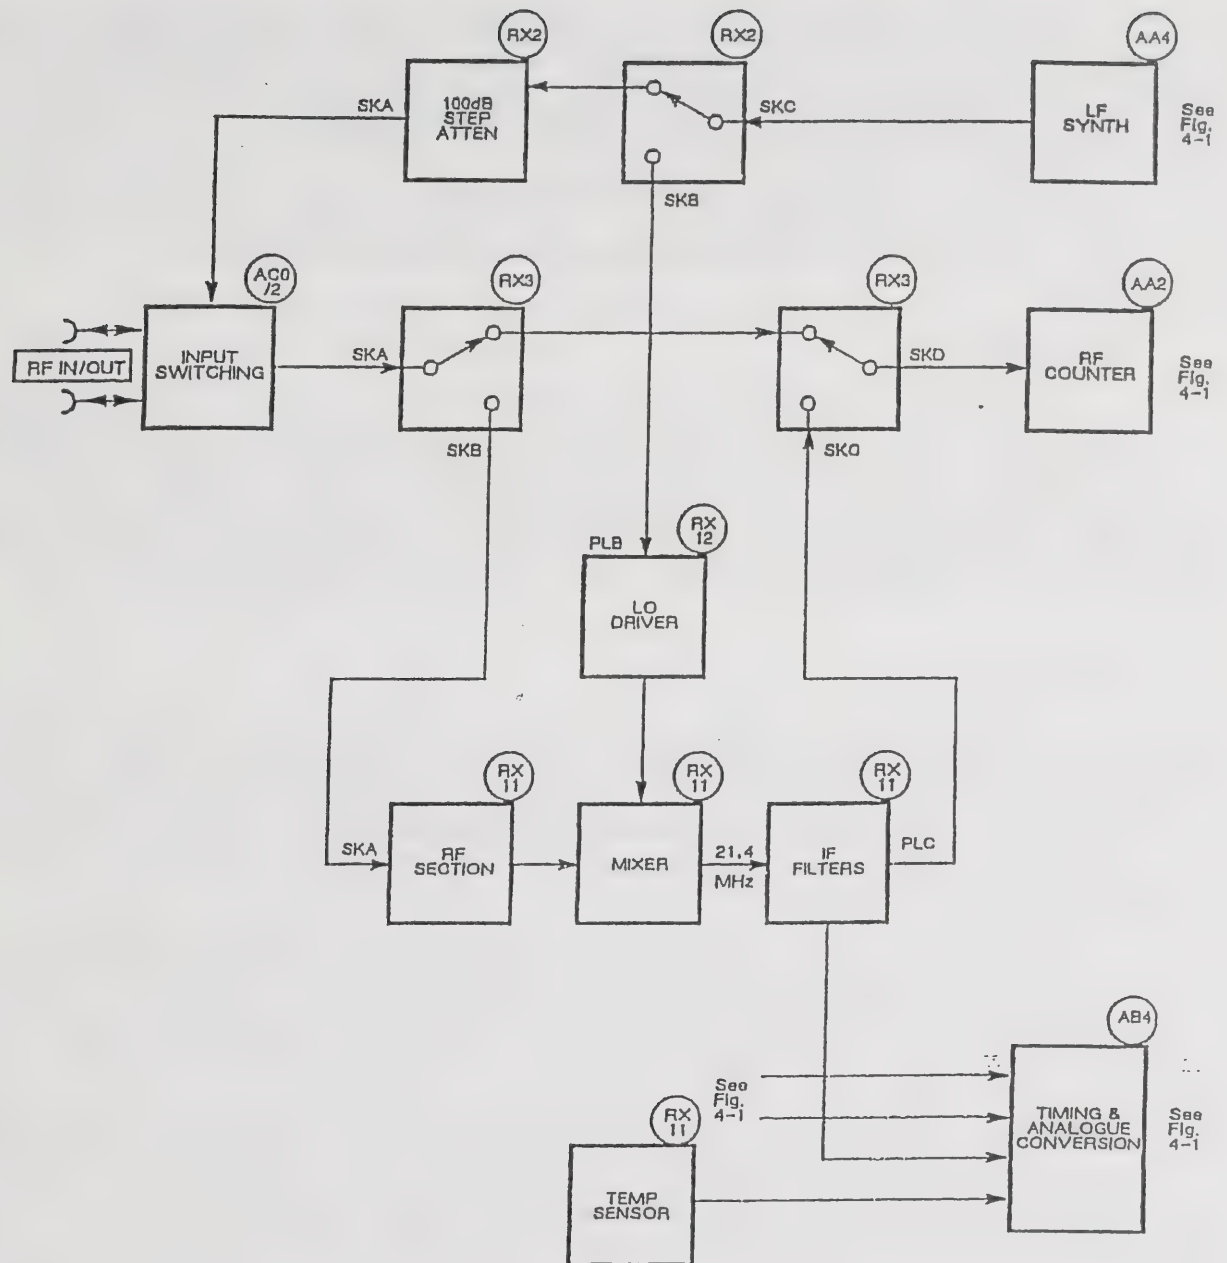 RX2
RX2
AA4
SKA
100dB
STEP
ATTEN
SKC
LF
SYNTH
See
Fig.
4-1
SKB
AC0
/2
RX3
RX3
AA2
RF IN/OUT
INPUT
SWITCHING
SKA
SKD
RF
COUNTER
See
Fig.
4-1
SKB
SKC
RX
12
PLB
LO
DRIVER
RX
11
RX
11
RX
11
SKA
RF
SECTION
MIXER
21.4
MHz
IF
FILTERS
PLC
AB4
See
Fig.
4-1
TIMING &
ANALOGUE
CONVERSION
See
Fig.
4-1
RX
11
TEMP
SENSOR